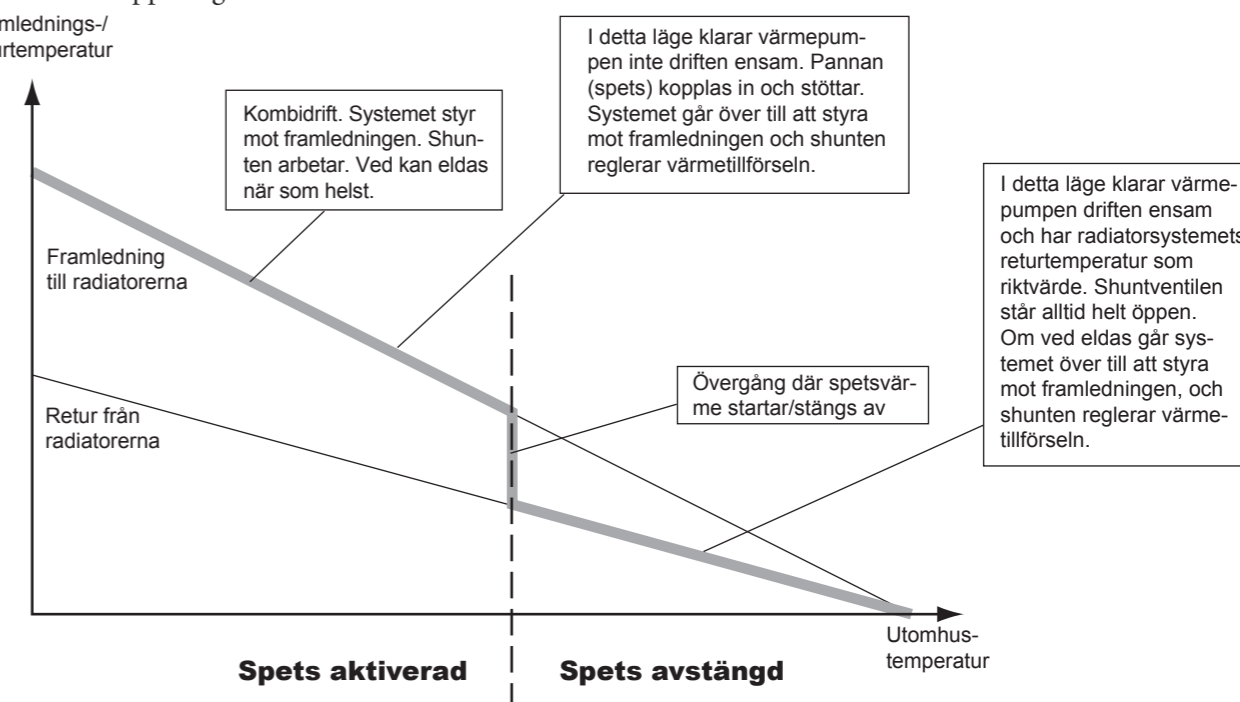 mlednings-/
urtemperatur
I detta läge klarar värmepum-
pen inte driften ensam. Pannan
(spets) kopplas in och stöttar.
Systemet går över till att styra
mot framledningen och shunten
reglerar värmetillförseln.
Kombidrift. Systemet styr
mot framledningen. Shun-
ten arbetar. Ved kan eldas
när som helst.
I detta läge klarar värme-
pumpen driften ensam
och har radiatorsystemets
returtemperatur som
riktvärde. Shuntventilen
står alltid helt öppen.
Om ved eldas går sys-
temet över till att styra
mot framledningen, och
shunten reglerar värme-
tillförseln.
Framledning
till radiatorerna
Övergång där spetsvär-
me startar/stängs av
Retur från
radiatorerna
Utomhus-
temperatur
Spets aktiverad
Spets avstängd